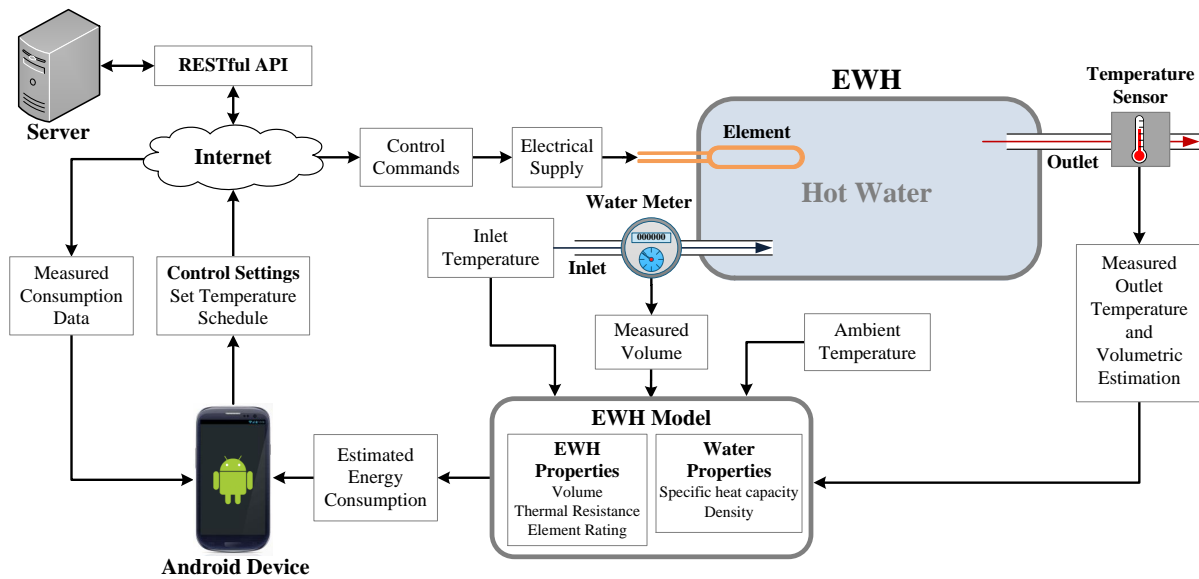 RESTful API
Server
Internet
Control
Commands
Electrical
Supply
EWH
Element
Hot Water
Temperature
Sensor
Outlet
Water Meter
000000
Inlet
Temperature
Inlet
Measured
Consumption
Data
Control Settings
Set Temperature
Schedule
Measured
Volume
Ambient
Temperature
Measured
Outlet
Temperature
and
Volumetric
Estimation
EWH Model
EWH
Properties
Volume
Thermal Resistance
Element Rating
Water
Properties
Specific heat capacity
Density
Estimated
Energy
Consumption
Android Device